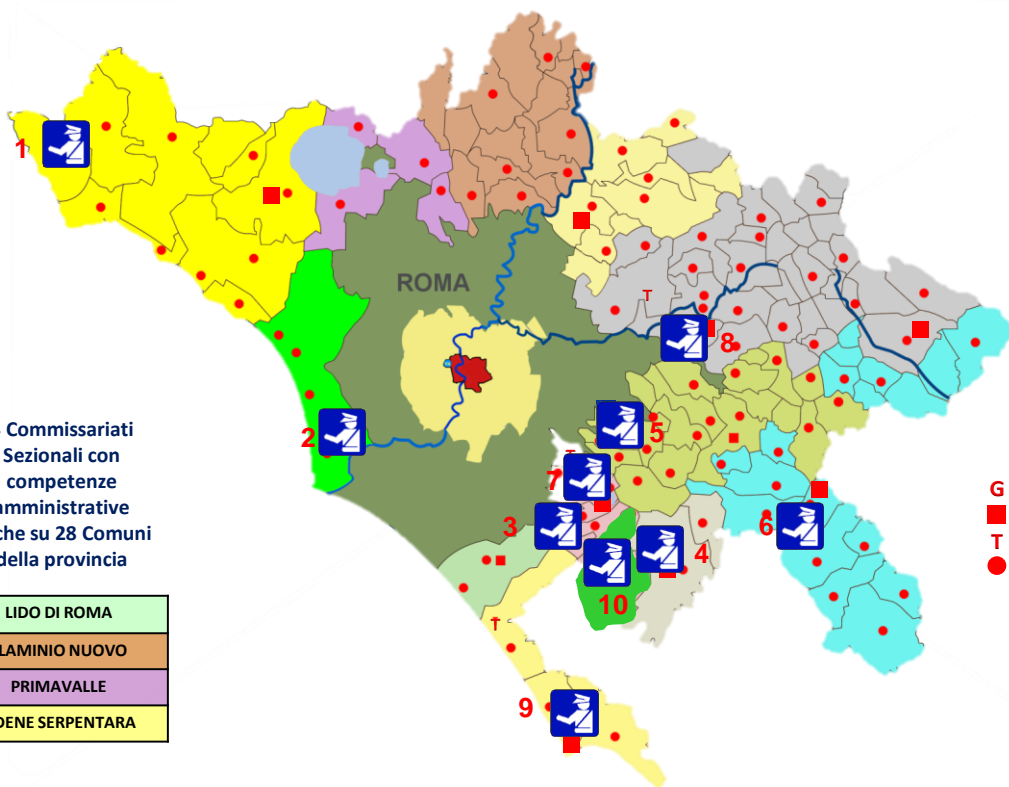 1
ROMA
T
8
Commissariati
Sezionali con
competenze
amministrative
che su 28 Comuni
della provincia
2
5
T
7
3
4
6
10
G
T
LIDO DI ROMA
LAMINIO NUOVO
PRIMAVALLE
DENE SERPENTARA
T
9